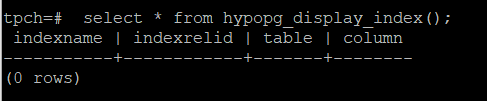 tpch=#  select * from hypopg_display_index();
 indexname | indexrelid | table | column
-----------+------------+-------+--------
(0 rows)